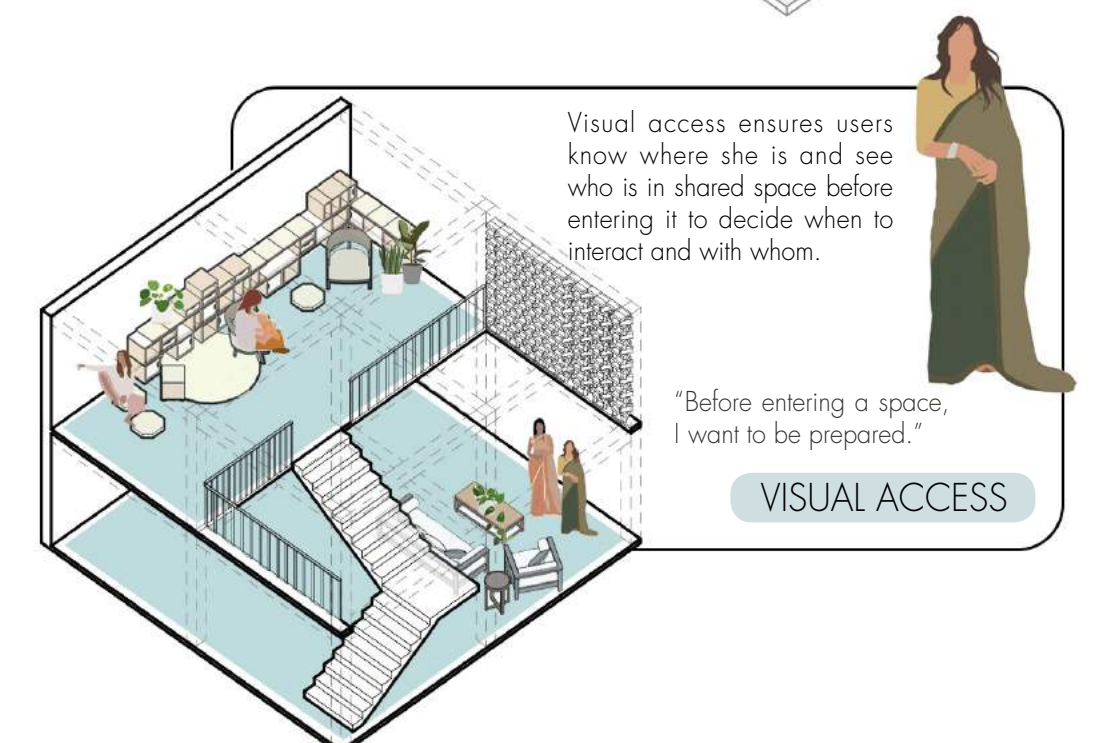 Visual access ensures users
know where she is and see
who is in shared space before
entering it to decide when to
interact and with whom.
“Before entering a space,
I want to be prepared.”
VISUAL ACCESS